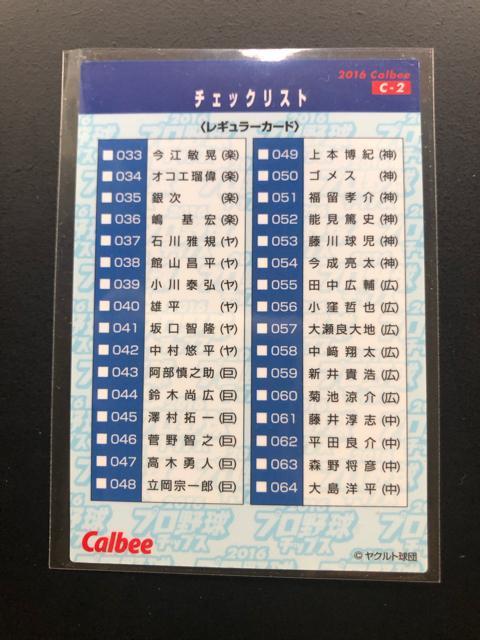 2016 Calbee
C-2
チェックリスト
〈レギュラーカード〉
033 今江敏晃(楽)
034 オコエ瑠偉(楽)
035 銀次(楽)
036 嶋基宏(楽)
037 石川雅規(ヤ)
038 館山昌平(ヤ)
039 小川泰弘(ヤ)
040 雄平(ヤ)
041 坂口智隆(ヤ)
042 中村悠平(ヤ)
043 阿部慎之助(巨)
044 鈴木尚広(巨)
045 澤村拓一(巨)
046 菅野智之(巨)
047 高木勇人(巨)
048 立岡宗一郎(巨)
049 上本博紀(神)
050 ゴメス(神)
051 福留孝介(神)
052 能見篤史(神)
053 藤川球児(神)
054 今成亮太(神)
055 田中広輔(広)
056 小窪哲也(広)
057 大瀬良大地(広)
058 中﨑翔太(広)
059 新井貴浩(広)
060 菊池涼介(広)
061 藤井淳志(中)
062 平田良介(中)
063 森野将彦(中)
064 大島洋平(中)
2016
プロ野球
チップス
Calbee
©ヤクルト球団